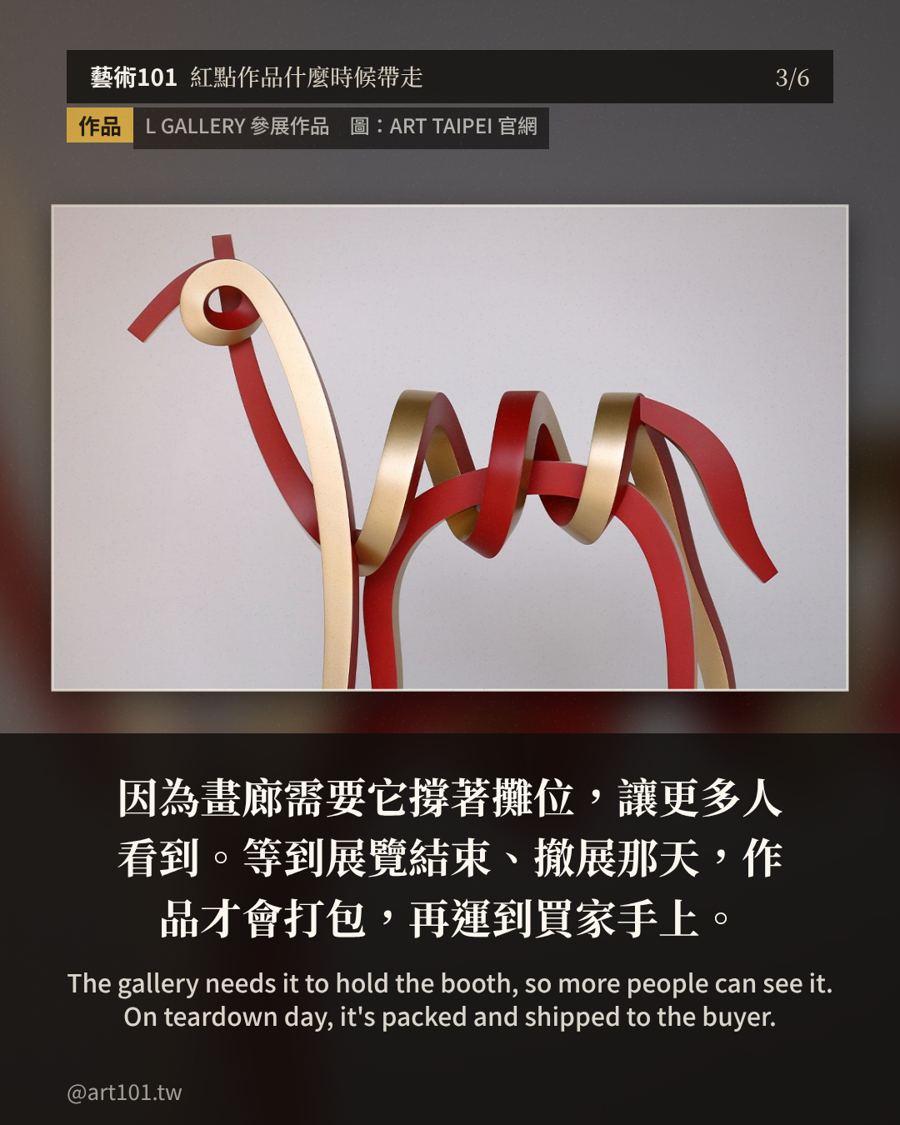 藝術101 紅點作品什麼時候帶走 3/6
作品 L GALLERY 參展作品 圖：ART TAIPEI 官網
因為畫廊需要它撐著攤位，讓更多人
看到。等到展覽結束、撤展那天，作
品才會打包，再運到買家手上。
The gallery needs it to hold the booth, so more people can see it.
On teardown day, it's packed and shipped to the buyer.
@art101.tw